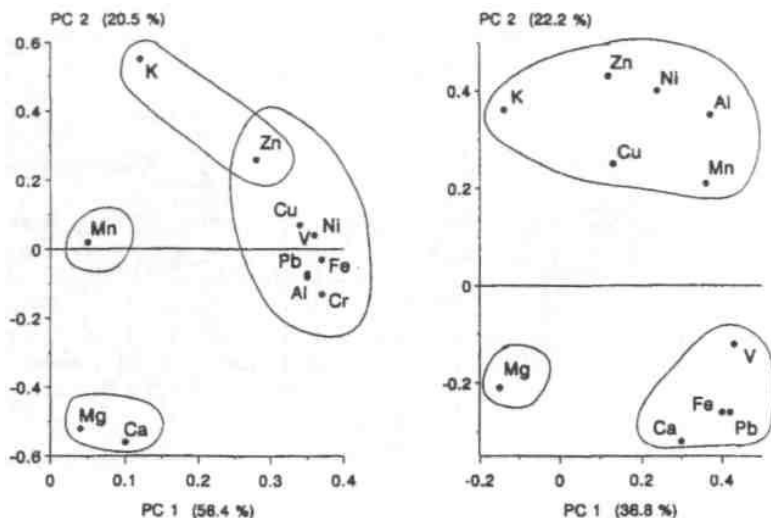 PC 2 (20.5 %)
0.6
0.4
0.2
0
-0.2
-0.4
-0.6
0
0.1
0.2
0.3
0.4
PC 1 (56.4 %)
K
Zn
Mn
Cu
Ni
V
Pb
Fe
Al
Cr
Mg
Ca
PC 2 (22.2 %)
0.4
0.2
0
-0.2
-0.2
0
0.2
0.4
PC 1 (36.8 %)
Zn
Ni
K
Al
Cu
Mn
Mg
V
Fe
Ca
Pb